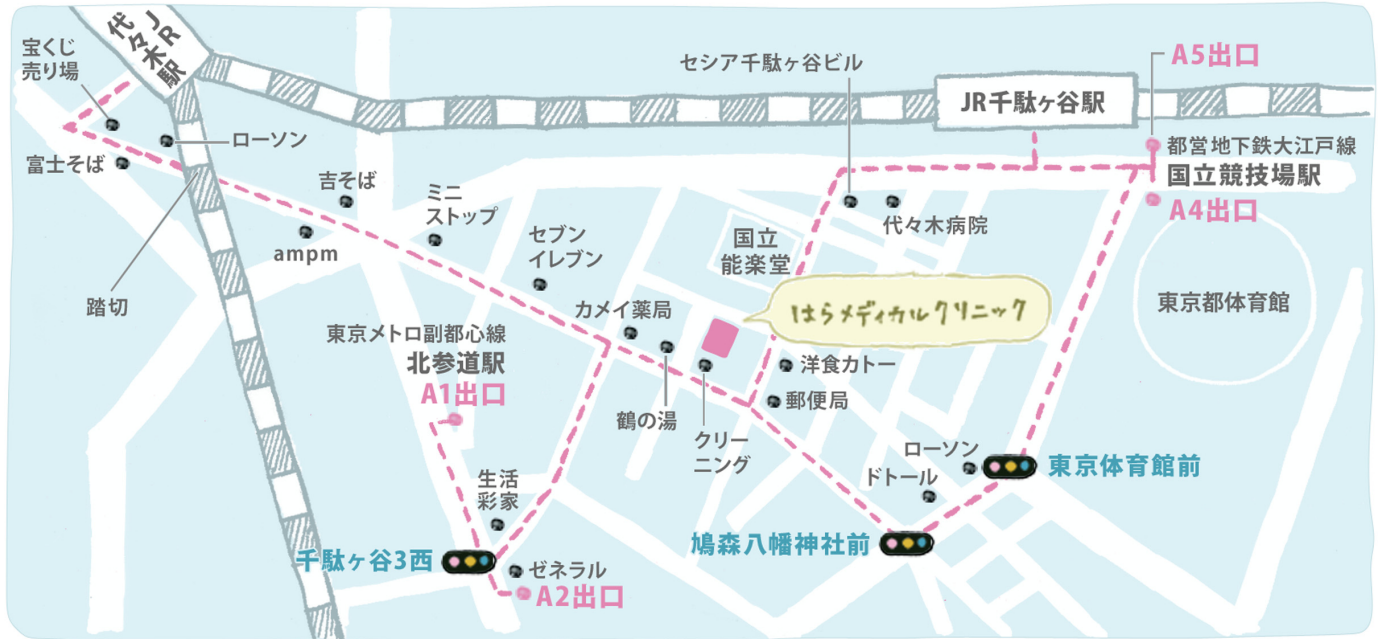 JR
代々木駅
宝くじ
売り場
ローソン
富士そば
踏切
吉そば
ampm
ミニ
ストップ
セブン
イレブン
カメイ薬局
鶴の湯
クリー
ニング
東京メトロ副都心線
北参道駅
A1出口
生活
彩家
千駄ヶ谷3西
ゼネラル
A2出口
セシア千駄ヶ谷ビル
JR千駄ヶ谷駅
A5出口
都営地下鉄大江戸線
国立競技場駅
A4出口
代々木病院
国立
能楽堂
はらメディカルクリニック
東京都体育館
洋食カトー
郵便局
ローソン
ドトール
東京体育館前
鳩森八幡神社前